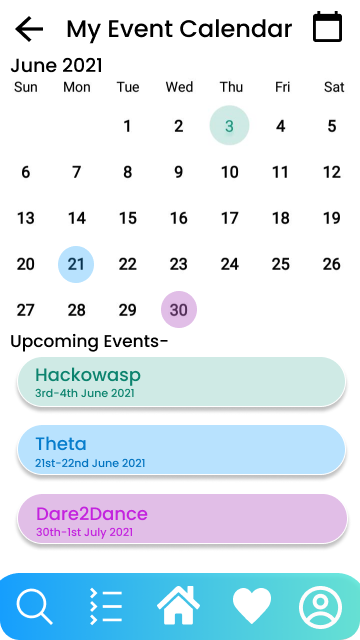 My Event Calendar
June 2021
Sun Mon Tue Wed Thu Fri Sat
1 2 3 4 5
6 7 8 9 10 11 12
13 14 15 16 17 18 19
20 21 22 23 24 25 26
27 28 29 30
Upcoming Events-
Hackowasp
3rd-4th June 2021
Theta
21st-22nd June 2021
Dare2Dance
30th-1st July 2021